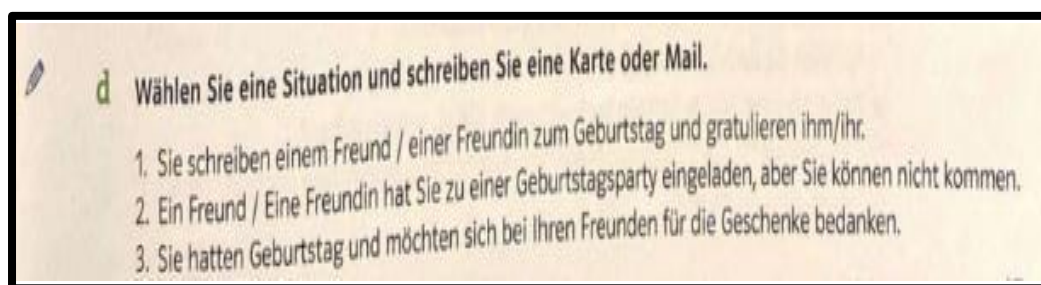 d Wählen Sie eine Situation und schreiben Sie eine Karte oder Mail.
1. Sie schreiben einem Freund / einer Freundin zum Geburtstag und gratulieren ihm/ihr.
2. Ein Freund / Eine Freundin hat Sie zu einer Geburtstagsparty eingeladen, aber Sie können nicht kommen.
3. Sie hatten Geburtstag und möchten sich bei Ihren Freunden für die Geschenke bedanken.